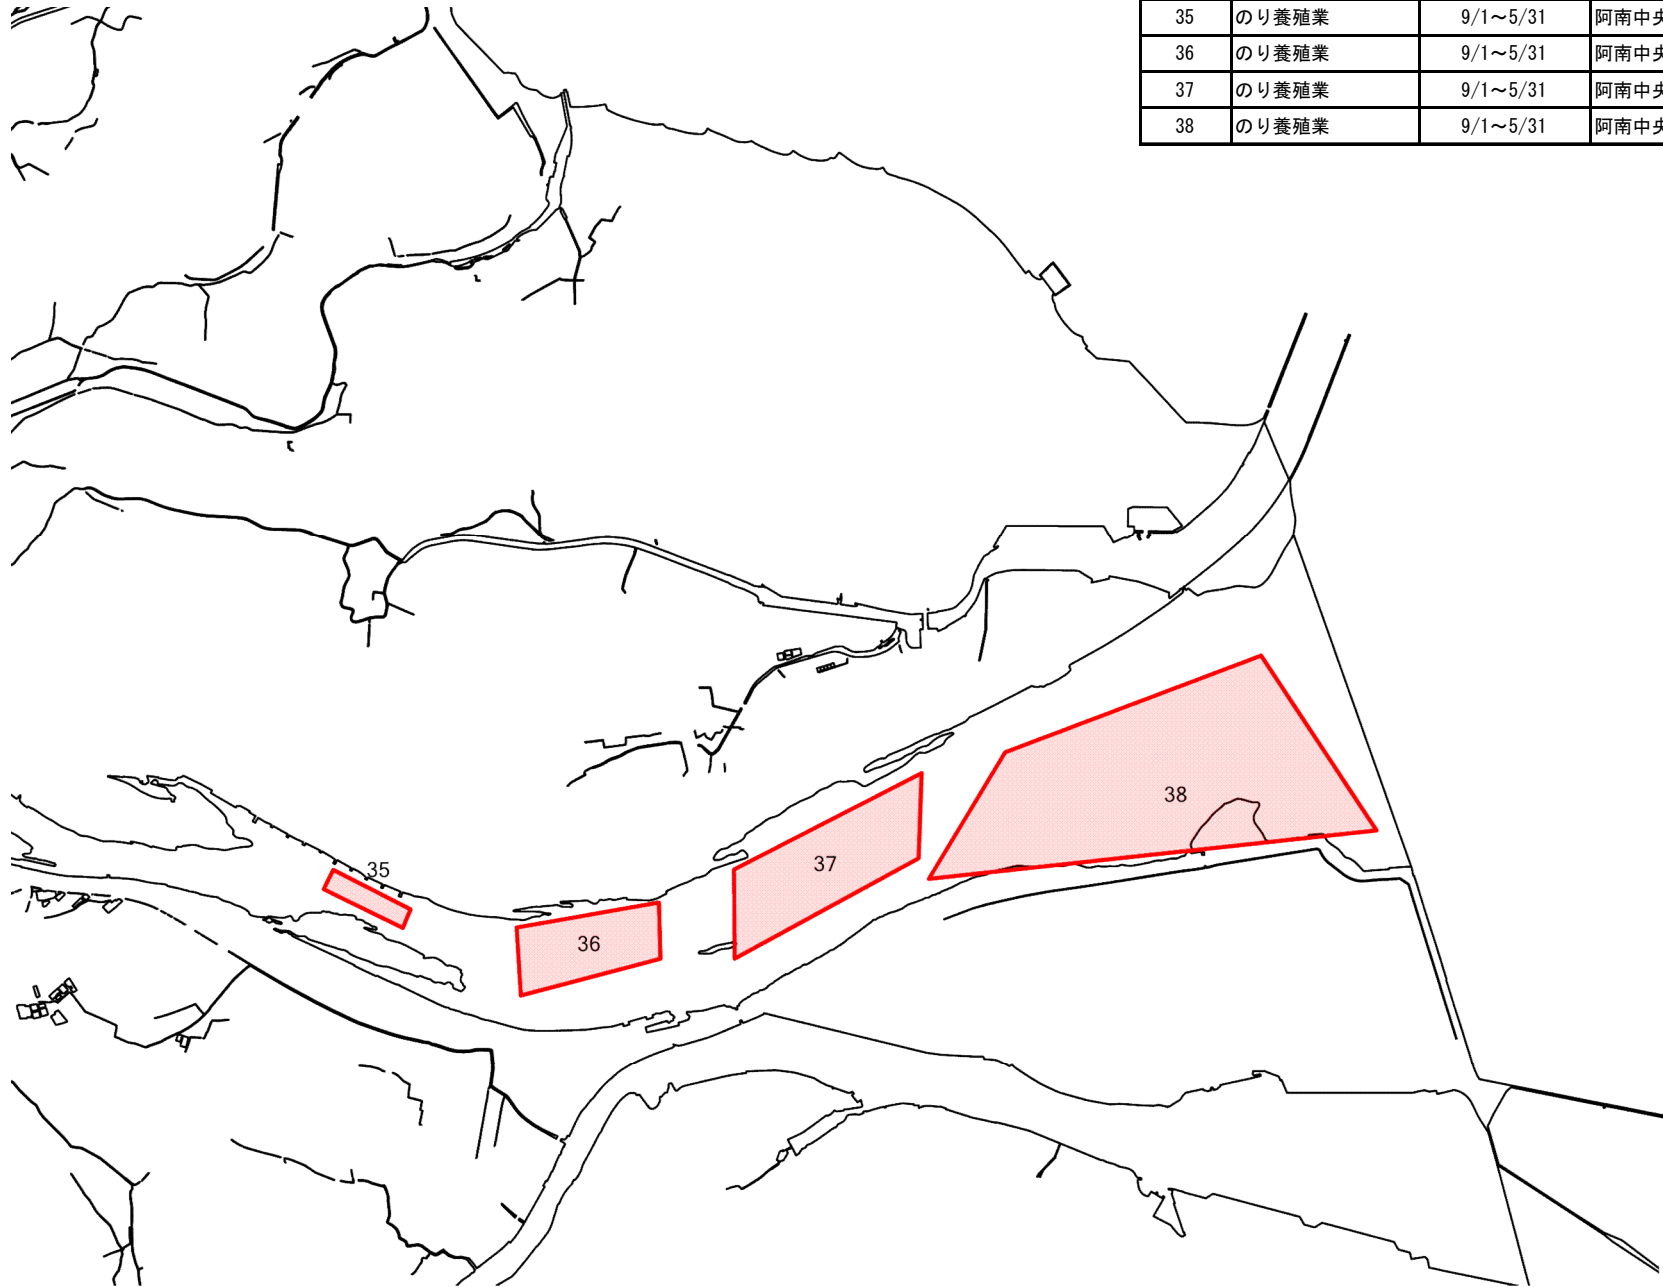 35 のり養殖業 9/1～5/31 阿南中央
36 のり養殖業 9/1～5/31 阿南中央
37 のり養殖業 9/1～5/31 阿南中央
38 のり養殖業 9/1～5/31 阿南中央
38
37
35
36